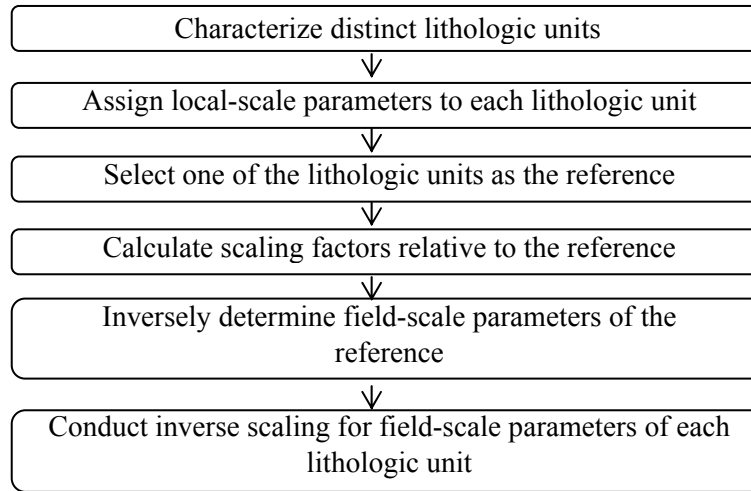 Characterize distinct lithologic units
Assign local-scale parameters to each lithologic unit
Select one of the lithologic units as the reference
Calculate scaling factors relative to the reference
Inversely determine field-scale parameters of the
reference
Conduct inverse scaling for field-scale parameters of each
lithologic unit